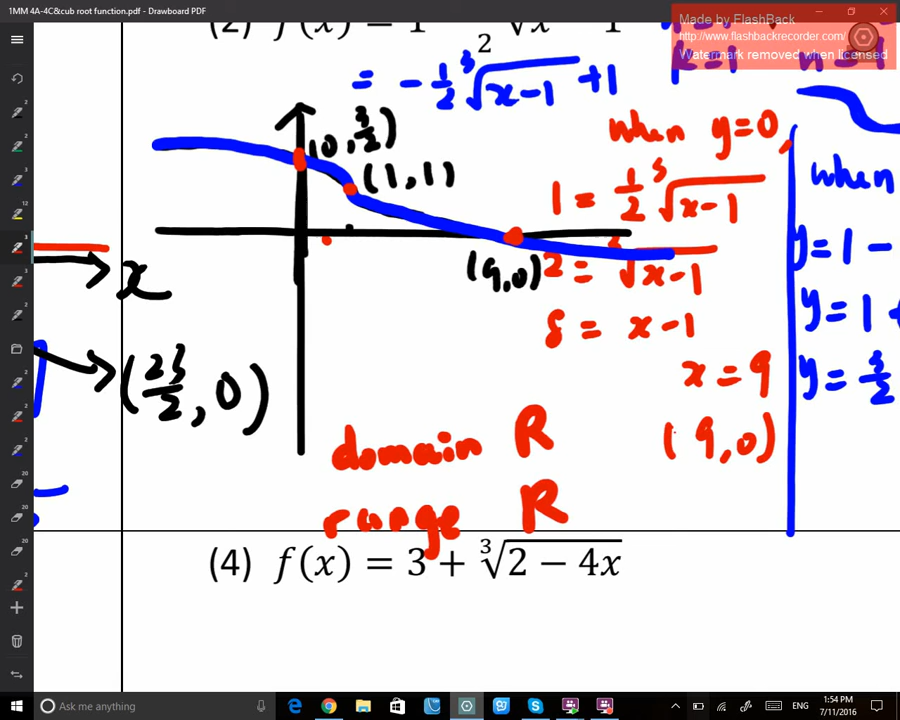 1MM 4A-4C&cub root function.pdf - Drawboard PDF
Made by FlashBack
http://www.flashbackrecorder.com/
Watermark removed when licensed
2
= -1/2 ∛(x-1) + 1
k=1
(0, 3/2)
(1,1)
(9,0)
when y=0,
1 = 1/2 ∛(x-1)
2 = ∛(x-1)
8 = x-1
x = 9
(9,0)
when
y = 1 -
y = 1 +
y = 3/2
x
(23/2, 0)
domain R
range R
(4) f(x) = 3 + ∛(2 − 4x)
Ask me anything
ENG
1:54 PM
7/11/2016